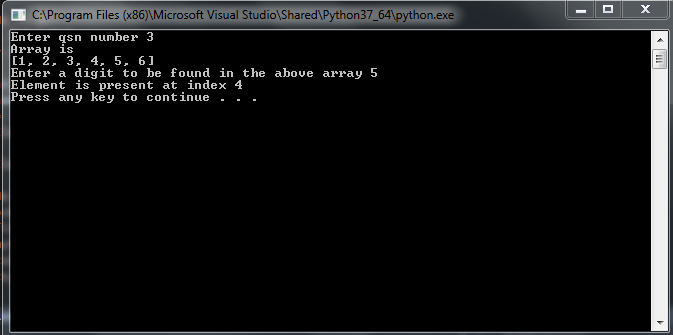 C:\Program Files (x86)\Microsoft Visual Studio\Shared\Python37_64\python.exe
Enter qsn number 3
Array is
[1, 2, 3, 4, 5, 6]
Enter a digit to be found in the above array 5
Element is present at index 4
Press any key to continue . . .